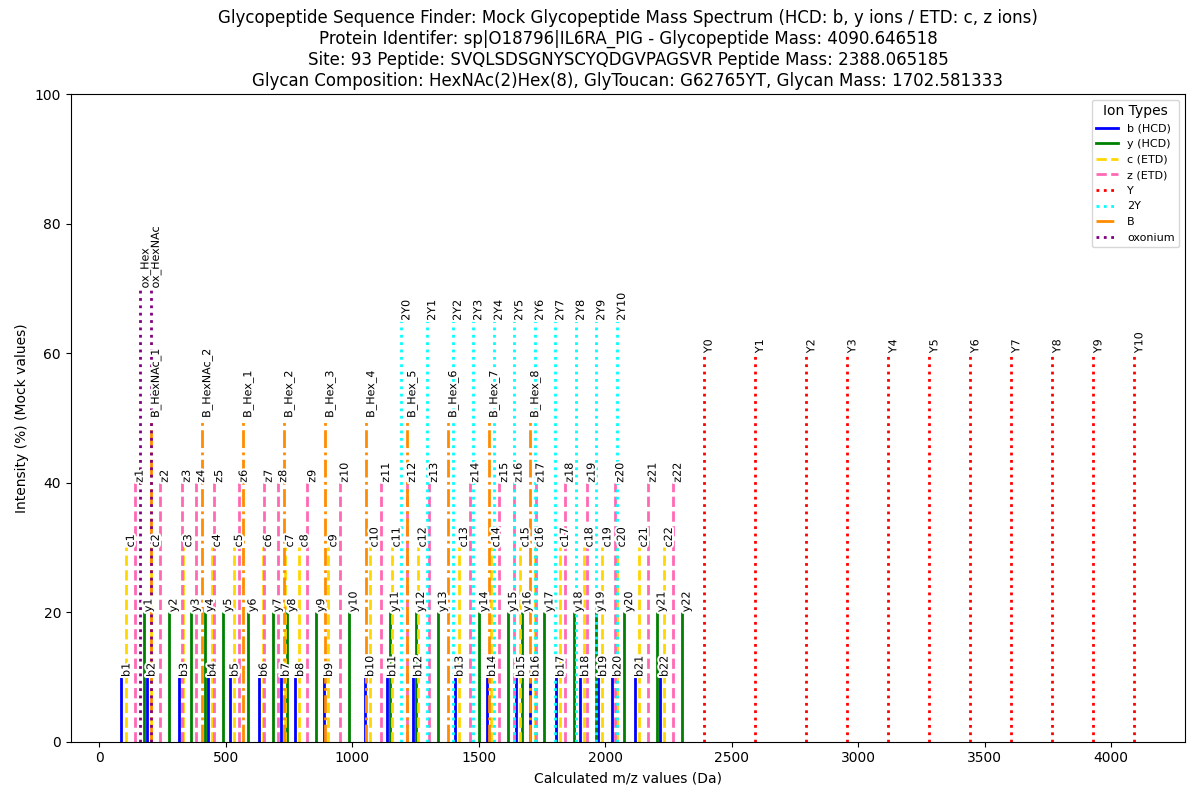 Glycopeptide Sequence Finder: Mock Glycopeptide Mass Spectrum (HCD: b, y ions / ETD: c, z ions)
Protein Identifer: sp|O18796|IL6RA_PIG - Glycopeptide Mass: 4090.646518
Site: 93 Peptide: SVQLSDSGNYSCYQDGVPAGSVR Peptide Mass: 2388.065185
Glycan Composition: HexNAc(2)Hex(8), GlyToucan: G62765YT, Glycan Mass: 1702.581333
Intensity (%) (Mock values)
100
80
60
40
20
0
Ion Types
b (HCD)
y (HCD)
c (ETD)
z (ETD)
Y
2Y
B
oxonium
ox_Hex
ox_HexNAc
2Y0
2Y1
2Y2
2Y3
2Y4
2Y5
2Y6
2Y7
2Y8
2Y9
2Y10
Y0
Y1
Y2
Y3
Y4
Y5
Y6
Y7
Y8
Y9
Y10
B_HexNAc_1
B_HexNAc_2
B_Hex_1
B_Hex_2
B_Hex_3
B_Hex_4
B_Hex_5
B_Hex_6
B_Hex_7
B_Hex_8
z1
z2
z3
z4
z5
z6
z7
z8
z9
z10
z11
z12
z13
z14
z15
z16
z17
z18
z19
z20
z21
z22
c1
c2
c3
c4
c5
c6
c7
c8
c9
c10
c11
c12
c13
c14
c15
c16
c17
c18
c19
c20
c21
c22
y1
y2
y3
y4
y5
y6
y7
y8
y9
y10
y11
y12
y13
y14
y15
y16
y17
y18
y19
y20
y21
y22
b1
b2
b3
b4
b5
b6
b7
b8
b9
b10
b11
b12
b13
b14
b15
b16
b17
b18
b19
b20
b21
b22
0
500
1000
1500
2000
2500
3000
3500
4000
Calculated m/z values (Da)